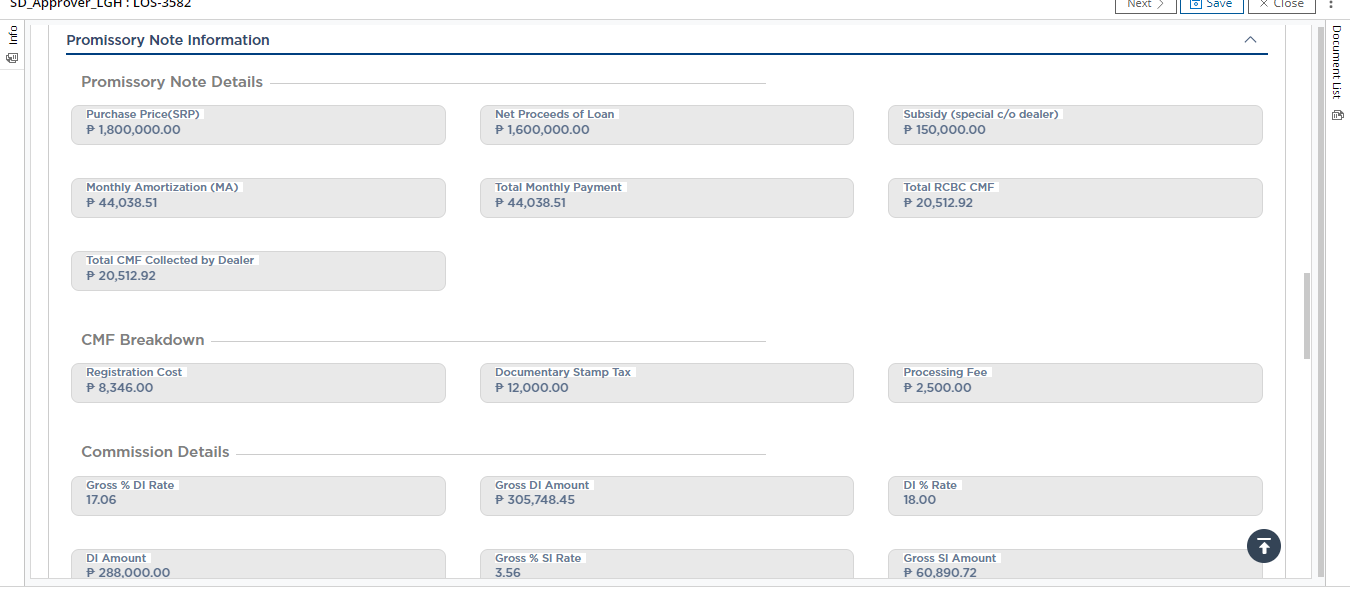 SD_Approver_LGH : LOS-3582
Next
Save
Close
Info
Document List
Promissory Note Information
Promissory Note Details
Purchase Price(SRP)
₱ 1,800,000.00
Net Proceeds of Loan
₱ 1,600,000.00
Subsidy (special c/o dealer)
₱ 150,000.00
Monthly Amortization (MA)
₱ 44,038.51
Total Monthly Payment
₱ 44,038.51
Total RCBC CMF
₱ 20,512.92
Total CMF Collected by Dealer
₱ 20,512.92
CMF Breakdown
Registration Cost
₱ 8,346.00
Documentary Stamp Tax
₱ 12,000.00
Processing Fee
₱ 2,500.00
Commission Details
Gross % DI Rate
17.06
Gross DI Amount
₱ 305,748.45
DI % Rate
18.00
DI Amount
₱ 288,000.00
Gross % SI Rate
3.56
Gross SI Amount
₱ 60,890.72